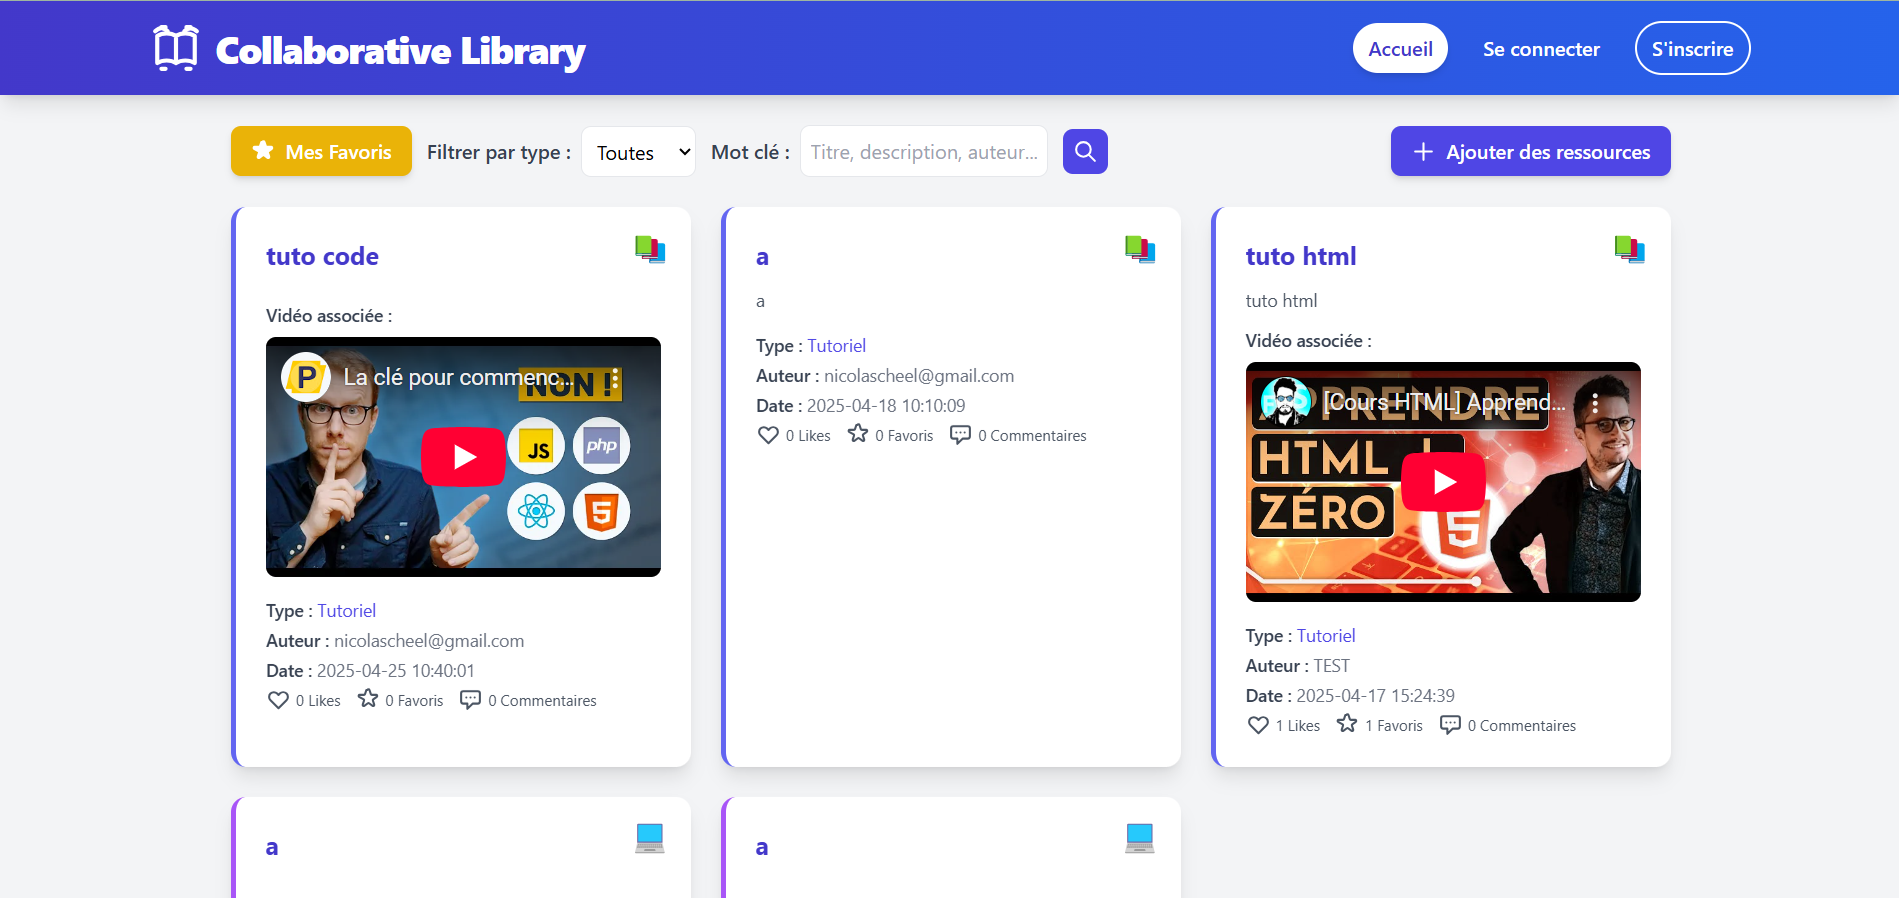 Collaborative Library
Accueil
Se connecter
S'inscrire
Mes Favoris
Filtrer par type :
Toutes
Mot clé :
Titre, description, auteur...
Ajouter des ressources
tuto code
Vidéo associée :
P
La clé pour commenc...
NON !
JS
php
5
Type : Tutoriel
Auteur : nicolascheel@gmail.com
Date : 2025-04-25 10:40:01
0 Likes 0 Favoris 0 Commentaires
a
a
Type : Tutoriel
Auteur : nicolascheel@gmail.com
Date : 2025-04-18 10:10:09
0 Likes 0 Favoris 0 Commentaires
tuto html
tuto html
Vidéo associée :
[Cours HTML] Apprend...
APPRENDRE
HTML
ZÉRO
5
Type : Tutoriel
Auteur : TEST
Date : 2025-04-17 15:24:39
1 Likes 1 Favoris 0 Commentaires
a
a